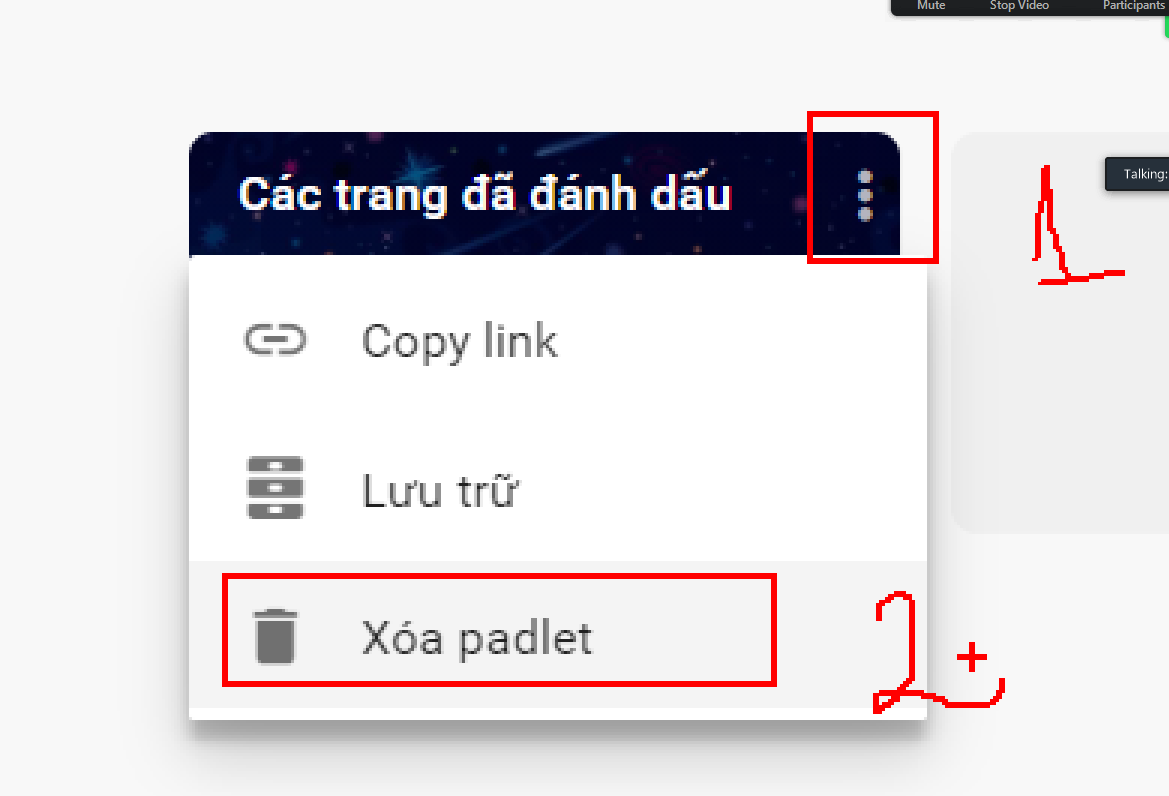 Mute Stop Video Participants
Talking:
Các trang đã đánh dấu
1
Copy link
Lưu trữ
Xóa padlet
2